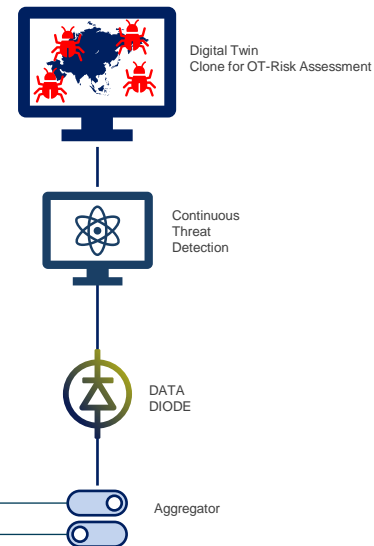 Digital Twin
Clone for OT-Risk Assessment
Continuous
Threat
Detection
DATA
DIODE
Aggregator